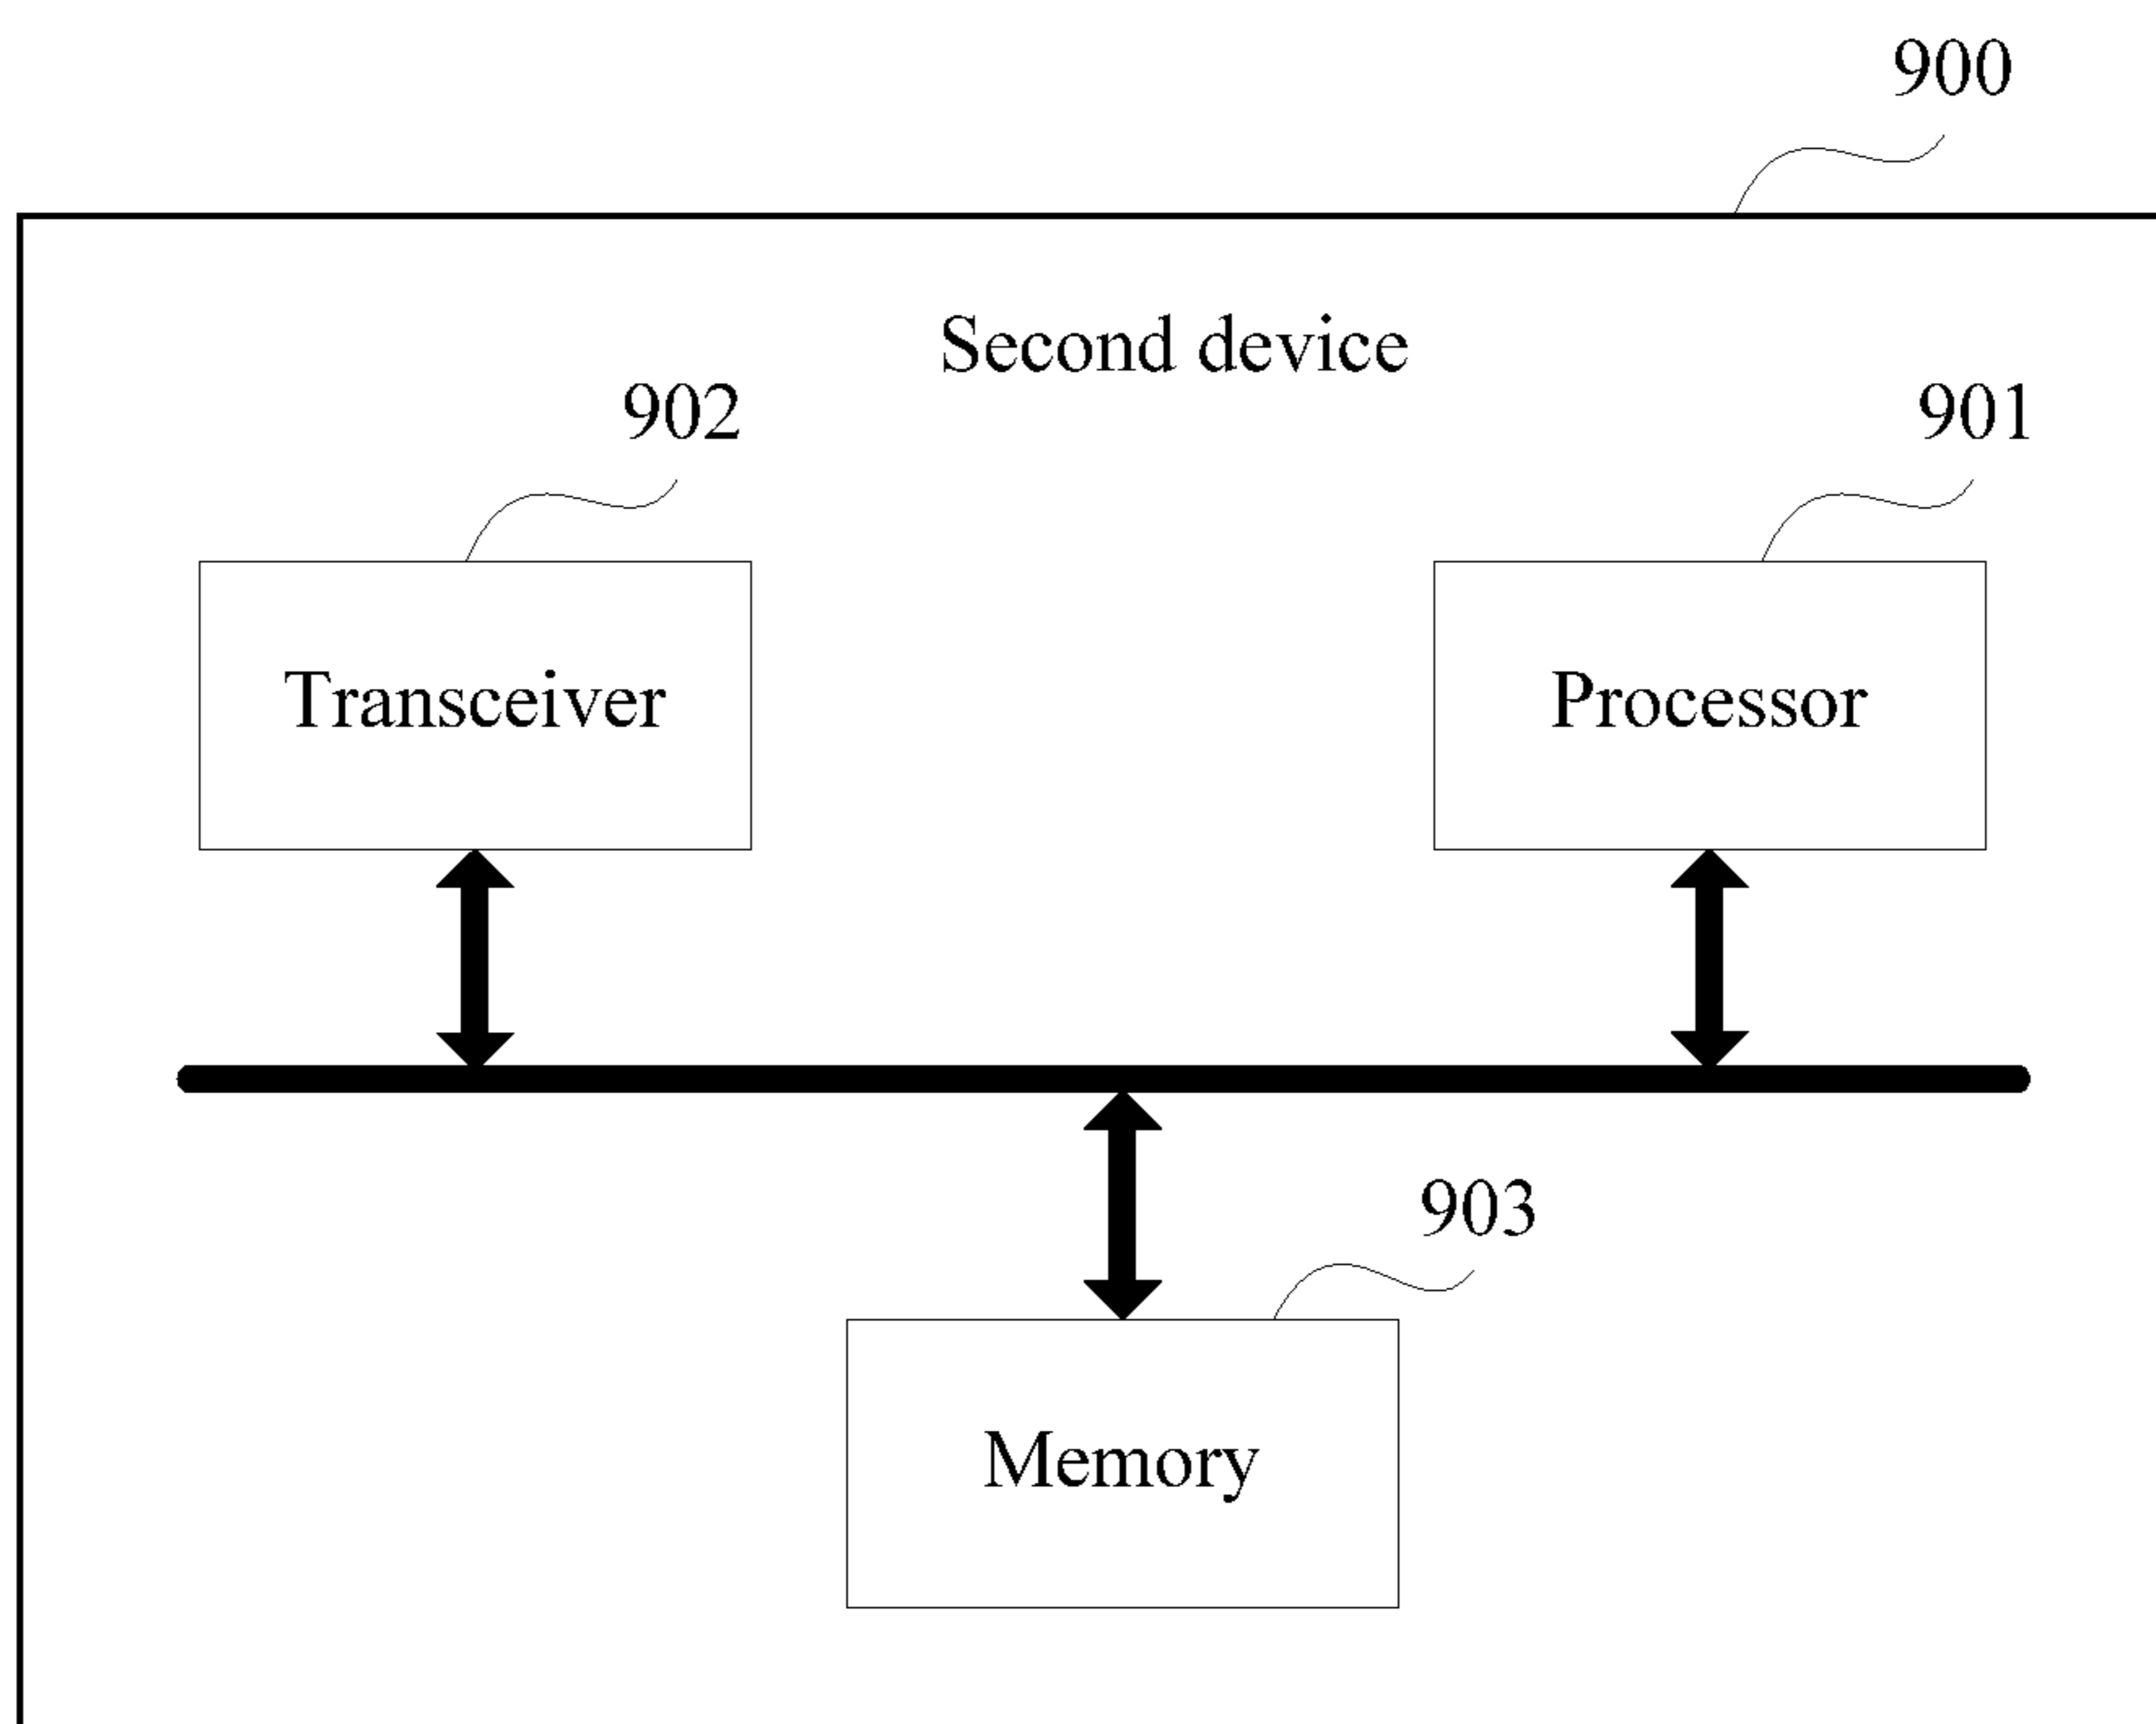 900
Second device
902
901
Transceiver
Processor
903
Memory